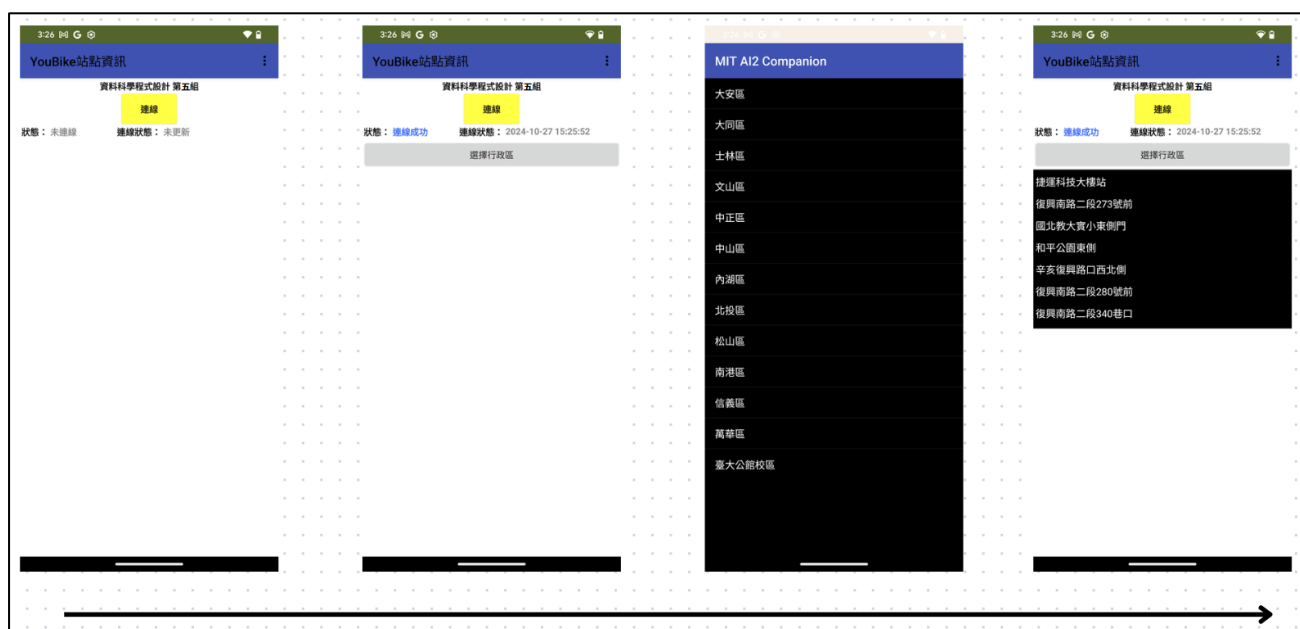 3:26
YouBike站點資訊
資料科學程式設計 第五組
連線
狀態： 未連線 連線狀態： 未更新
3:26
YouBike站點資訊
資料科學程式設計 第五組
連線
狀態： 連線成功 連線狀態： 2024-10-27 15:25:52
選擇行政區
MIT AI2 Companion
大安區
大同區
士林區
文山區
中正區
中山區
內湖區
北投區
松山區
南港區
信義區
萬華區
臺大公館校區
3:26
YouBike站點資訊
資料科學程式設計 第五組
連線
狀態： 連線成功 連線狀態： 2024-10-27 15:25:52
選擇行政區
捷運科技大樓站
復興南路二段273號前
國北教大實小東側門
和平公園東側
辛亥復興路口西北側
復興南路二段280號前
復興南路二段340巷口